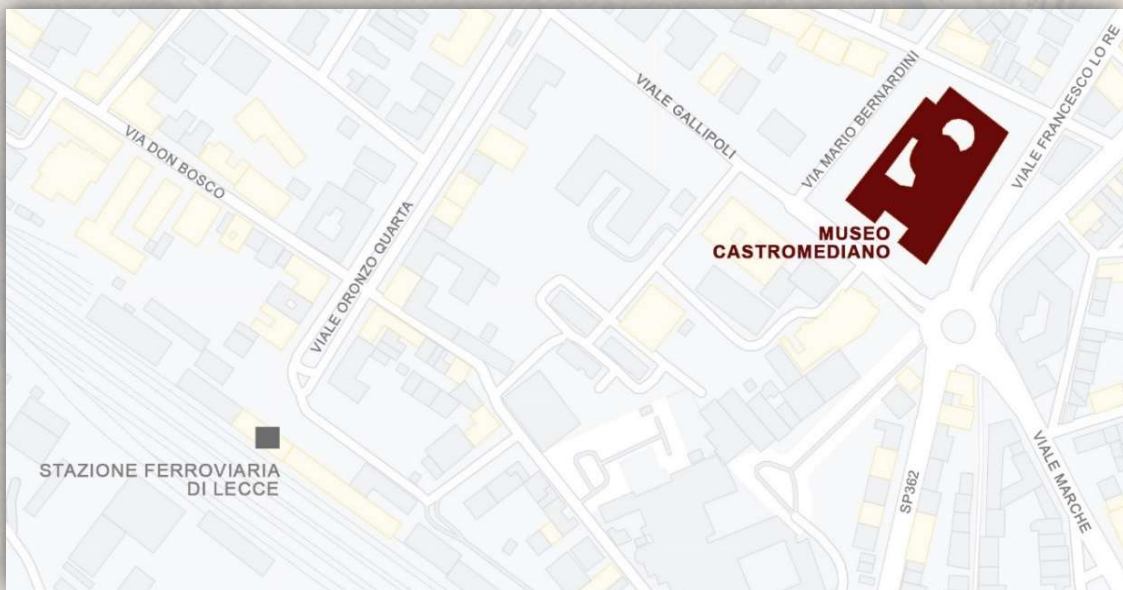 VIALE GALLIPOLI
VIA MARIO BERNARDINI
VIALE FRANCESCO LO RE
VIA DON BOSCO
VIALE ORONZO QUARTA
MUSEO
CASTROMEDIANO
STAZIONE FERROVIARIA
DI LECCE
SP362
VIALE MARCHE